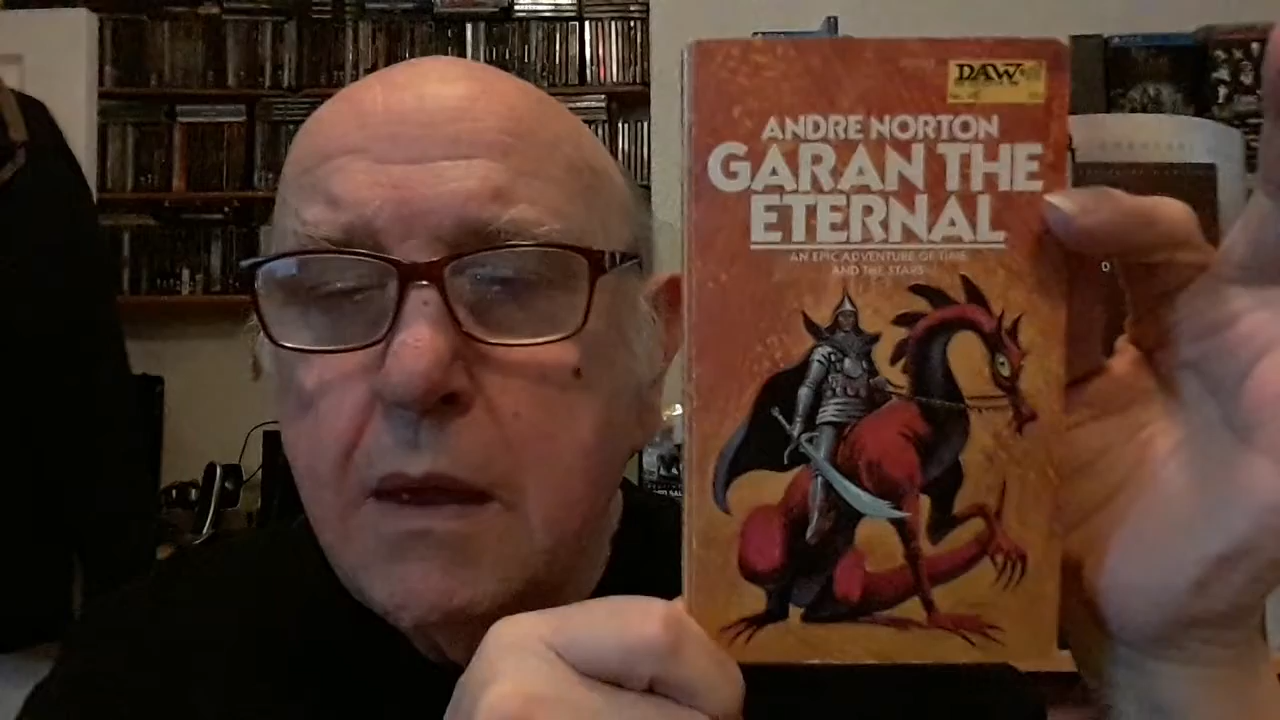 DAW
ANDRE NORTON
GARAN THE
ETERNAL
AN EPIC ADVENTURE OF TIME
AND THE STARS